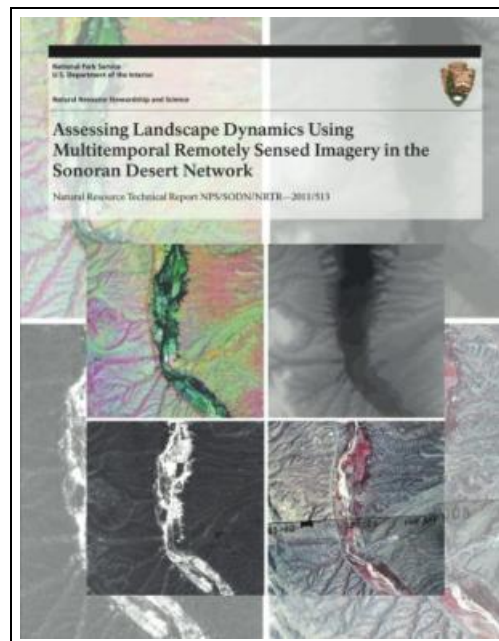 National Park Service
U.S. Department of the Interior
Natural Resource Stewardship and Science
Assessing Landscape Dynamics Using
Multitemporal Remotely Sensed Imagery in the
Sonoran Desert Network
Natural Resource Technical Report NPS/SODN/NRTR—2011/513